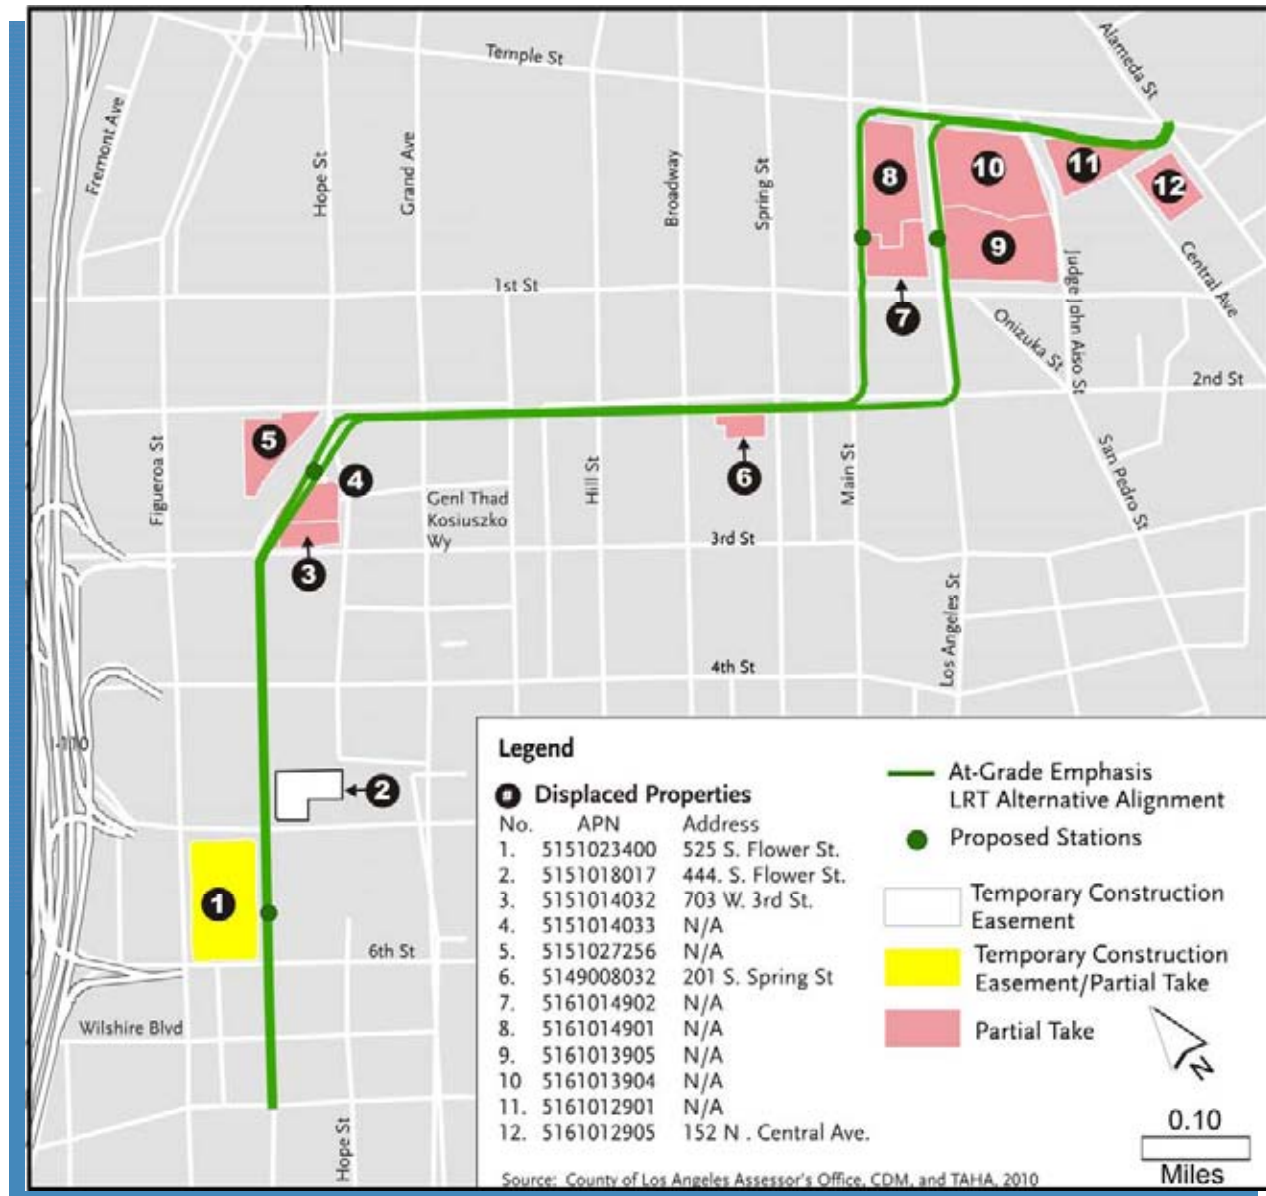 Alameda St
Temple St
Fremont Ave
Hope St
Grand Ave
Broadway
Spring St
8
10
11
12
9
7
Central Ave
Judge John Aiso St
Onizuka St
1st St
2nd St
5
4
6
3
Figueroa St
Genl Thad
Kosiuszko
Wy
Hill St
Main St
San Pedro St
3rd St
Los Angeles St
4th St
I-110
2
1
6th St
Wilshire Blvd
Hope St
Legend
# Displaced Properties
No. APN Address
1. 5151023400 525 S. Flower St.
2. 5151018017 444. S. Flower St.
3. 5151014032 703 W. 3rd St.
4. 5151014033 N/A
5. 5151027256 N/A
6. 5149008032 201 S. Spring St
7. 5161014902 N/A
8. 5161014901 N/A
9. 5161013905 N/A
10 5161013904 N/A
11. 5161012901 N/A
12. 5161012905 152 N . Central Ave.
At-Grade Emphasis
LRT Alternative Alignment
Proposed Stations
Temporary Construction
Easement
Temporary Construction
Easement/Partial Take
Partial Take
N
0.10
Miles
Source: County of Los Angeles Assessor's Office, CDM, and TAHA, 2010